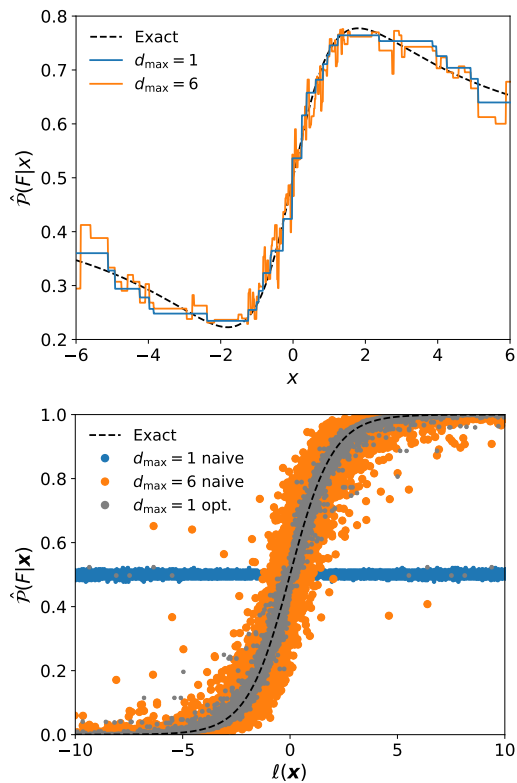 0.8
0.7
0.6
0.5
0.4
0.3
0.2
P̂(F|x)
Exact
d_max = 1
d_max = 6
−6 −4 −2 0 2 4 6
x
1.0
0.8
0.6
0.4
0.2
0.0
P̂(F|x)
Exact
d_max = 1 naive
d_max = 6 naive
d_max = 1 opt.
−10 −5 0 5 10
ℓ(x)